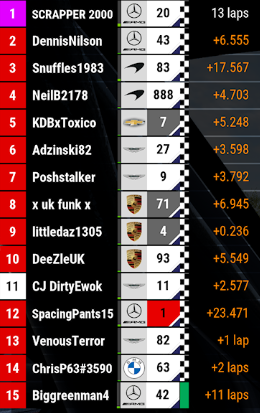 1 SCRAPPER 2000 AMG 20 13 laps
2 DennisNilson AMG 43 +6.555
3 Snuffles1983 83 +17.567
4 NeilB2178 888 +4.703
5 KDBxToxico 7 +5.248
6 Adzinski82 27 +3.598
7 Poshstalker 9 +3.792
8 x uk funk x 71 +6.945
9 littledaz1305 4 +0.236
10 DeeZleUK 93 +5.549
11 CJ DirtyEwok 11 +2.577
12 SpacingPants15 AMG 1 +23.471
13 VenousTerror 82 +1 lap
14 ChrisP63#3590 63 +2 laps
15 Biggreenman4 AMG 42 +11 laps